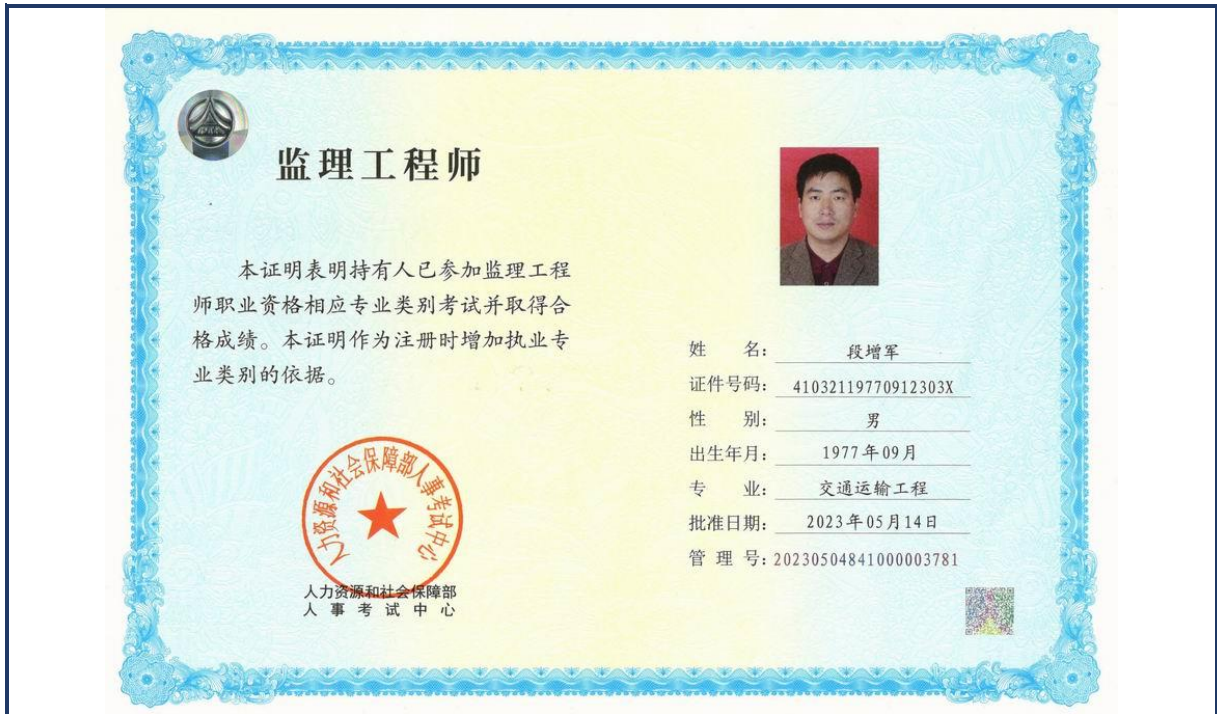 监理工程师
本证明表明持有人已参加监理工程
师职业资格相应专业类别考试并取得合
格成绩。本证明作为注册时增加执业专
业类别的依据。
人力资源和社会保障部人事考试中心
人力资源和社会保障部
人事考试中心
姓 名: 段增军
证件号码: 41032119770912303X
性 别: 男
出生年月: 1977年09月
专 业: 交通运输工程
批准日期: 2023年05月14日
管 理 号: 20230504841000003781